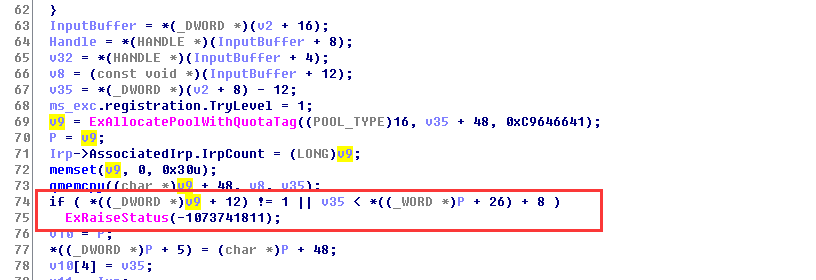 62 }
63 InputBuffer = *(_DWORD *)(v2 + 16);
64 Handle = *(HANDLE *)(InputBuffer + 8);
65 v32 = *(HANDLE *)(InputBuffer + 4);
66 v8 = (const void *)(InputBuffer + 12);
67 v35 = *(_DWORD *)(v2 + 8) - 12;
68 ms_exc.registration.TryLevel = 1;
69 v9 = ExAllocatePoolWithQuotaTag((POOL_TYPE)16, v35 + 48, 0xC9646641);
70 P = v9;
71 Irp->AssociatedIrp.IrpCount = (LONG)v9;
72 memset(v9, 0, 0x30u);
73 qmemcpy((char *)v9 + 48, v8, v35);
74 if ( *((_DWORD *)v9 + 12) != 1 || v35 < *((_WORD *)P + 26) + 8 )
75 ExRaiseStatus(-1073741811);
76 v10 = P;
77 *((_DWORD *)P + 5) = (char *)P + 48;
78 v10[4] = v35;